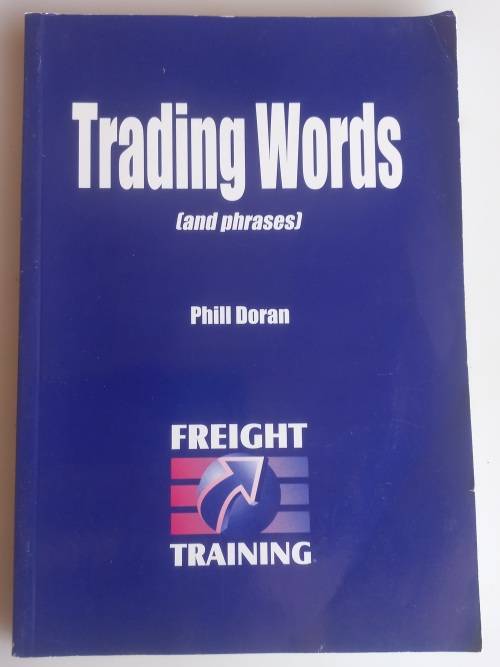 Trading Words
(and phrases)
Phill Doran
FREIGHT
TRAINING